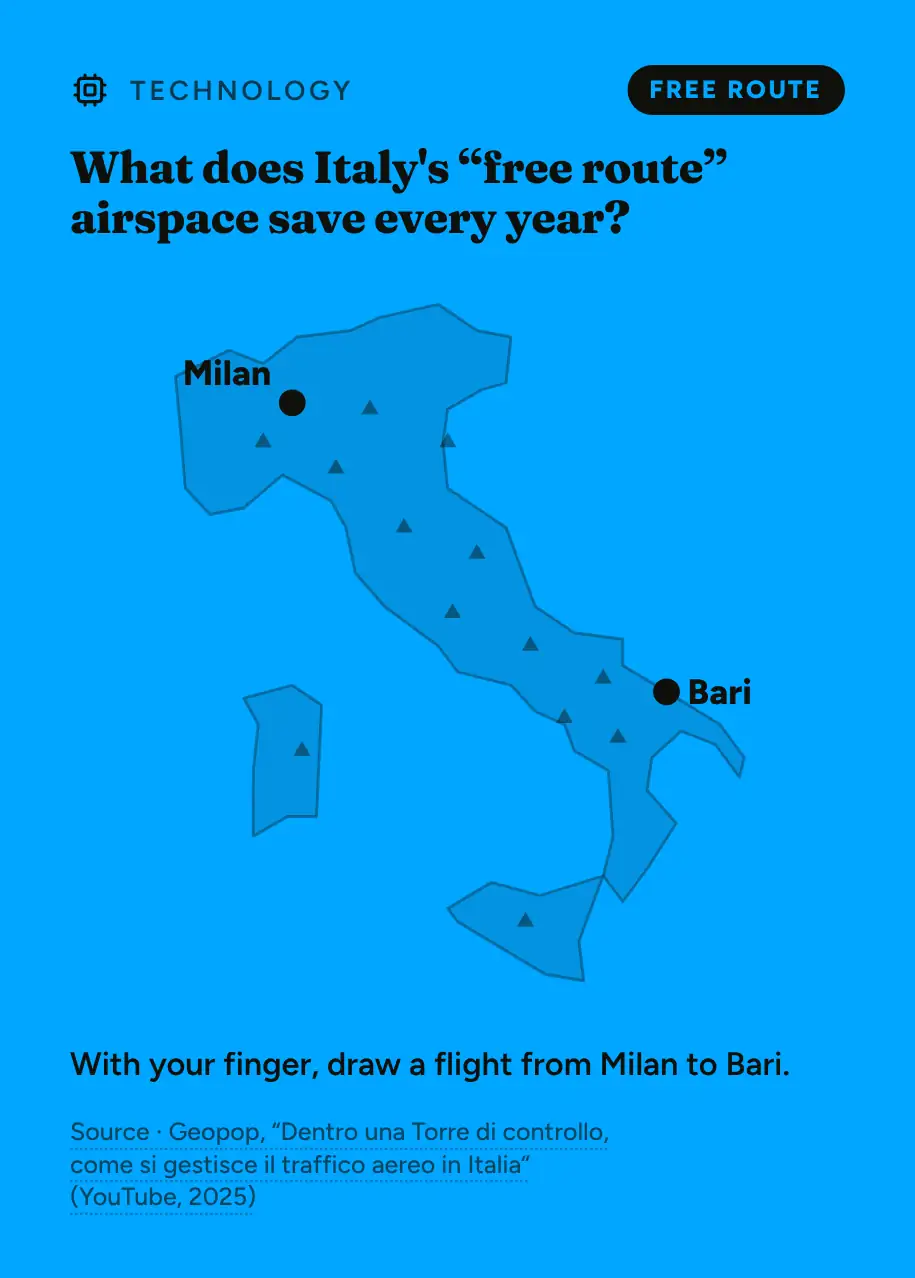 TECHNOLOGY
FREE ROUTE
What does Italy's “free route”
airspace save every year?
Milan
Bari
With your finger, draw a flight from Milan to Bari.
Source · Geopop, “Dentro una Torre di controllo,
come si gestisce il traffico aereo in Italia”
(YouTube, 2025)